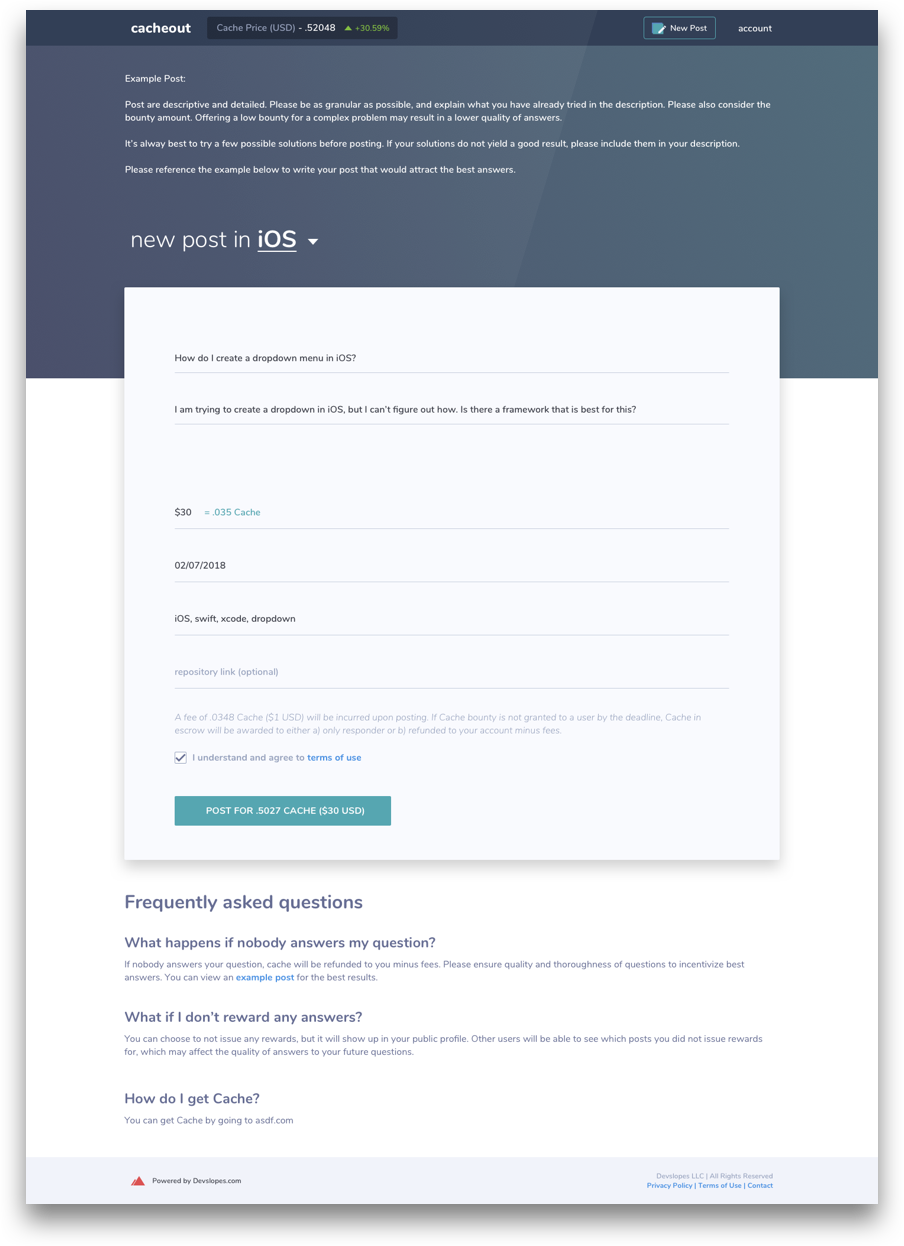 cacheout
Cache Price (USD) - .52048 +30.59%
New Post
account
Example Post:
Post are descriptive and detailed. Please be as granular as possible, and explain what you have already tried in the description. Please also consider the
bounty amount. Offering a low bounty for a complex problem may result in a lower quality of answers.
It's alway best to try a few possible solutions before posting. If your solutions do not yield a good result, please include them in your description.
Please reference the example below to write your post that would attract the best answers.
new post in iOS
How do I create a dropdown menu in iOS?
I am trying to create a dropdown in iOS, but I can't figure out how. Is there a framework that is best for this?
$30 = .035 Cache
02/07/2018
iOS, swift, xcode, dropdown
repository link (optional)
A fee of .0348 Cache ($1 USD) will be incurred upon posting. If Cache bounty is not granted to a user by the deadline, Cache in
escrow will be awarded to either a) only responder or b) refunded to your account minus fees.
I understand and agree to terms of use
POST FOR .5027 CACHE ($30 USD)
Frequently asked questions
What happens if nobody answers my question?
If nobody answers your question, cache will be refunded to you minus fees. Please ensure quality and thoroughness of questions to incentivize best
answers. You can view an example post for the best results.
What if I don't reward any answers?
You can choose to not issue any rewards, but it will show up in your public profile. Other users will be able to see which posts you did not issue rewards
for, which may affect the quality of answers to your future questions.
How do I get Cache?
You can get Cache by going to asdf.com
Powered by Devslopes.com
Devslopes LLC | All Rights Reserved
Privacy Policy | Terms of Use | Contact